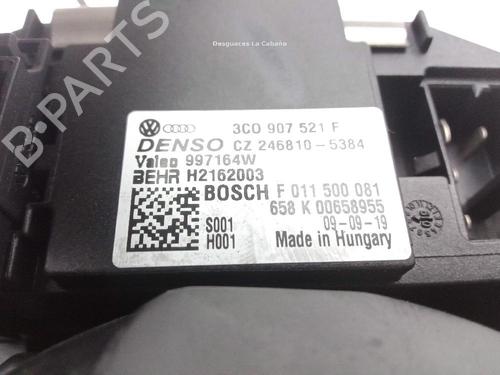 Desguaces La Cabaña
B-PARTS
3C0 907 521 F
DENSO CZ 246810-5384
Valeo 997164W
BEHR H2162003
BOSCH F 011 500 081
658 K 00658955
S001 09-09-19
H001 Made in Hungary